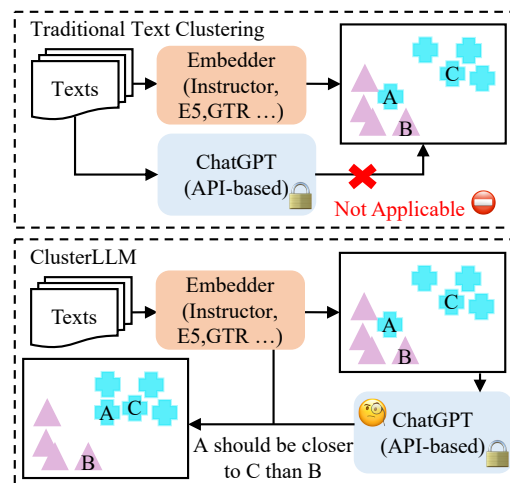 Traditional Text Clustering
Texts
Embedder
(Instructor,
E5,GTR ...)
A
B
C
ChatGPT
(API-based)
Not Applicable
ClusterLLM
Texts
Embedder
(Instructor,
E5,GTR ...)
A
B
C
ChatGPT
(API-based)
A should be closer
to C than B
A
C
B